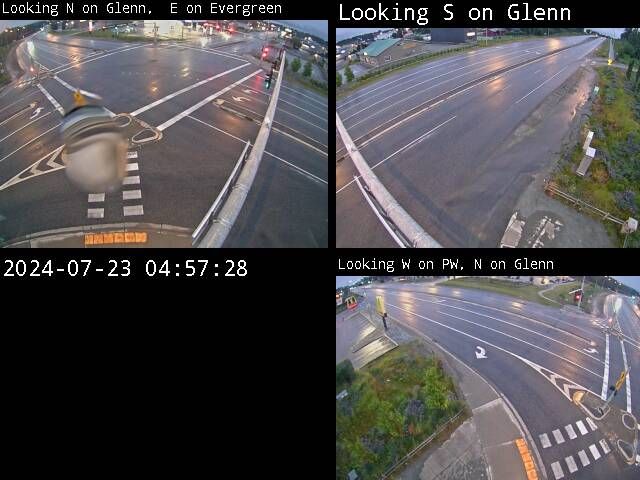 Looking N on Glenn,  E on Evergreen
Looking S on Glenn
2024-07-23 04:57:28
Looking W on PW, N on Glenn